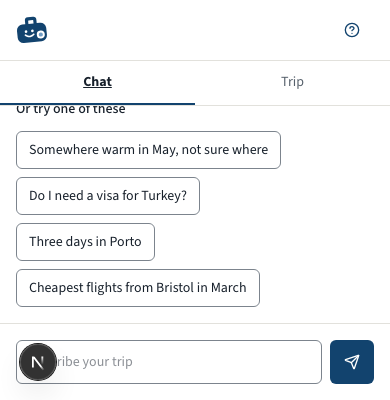 Chat
Trip
Or try one of these
Somewhere warm in May, not sure where
Do I need a visa for Turkey?
Three days in Porto
Cheapest flights from Bristol in March
N
ribe your trip